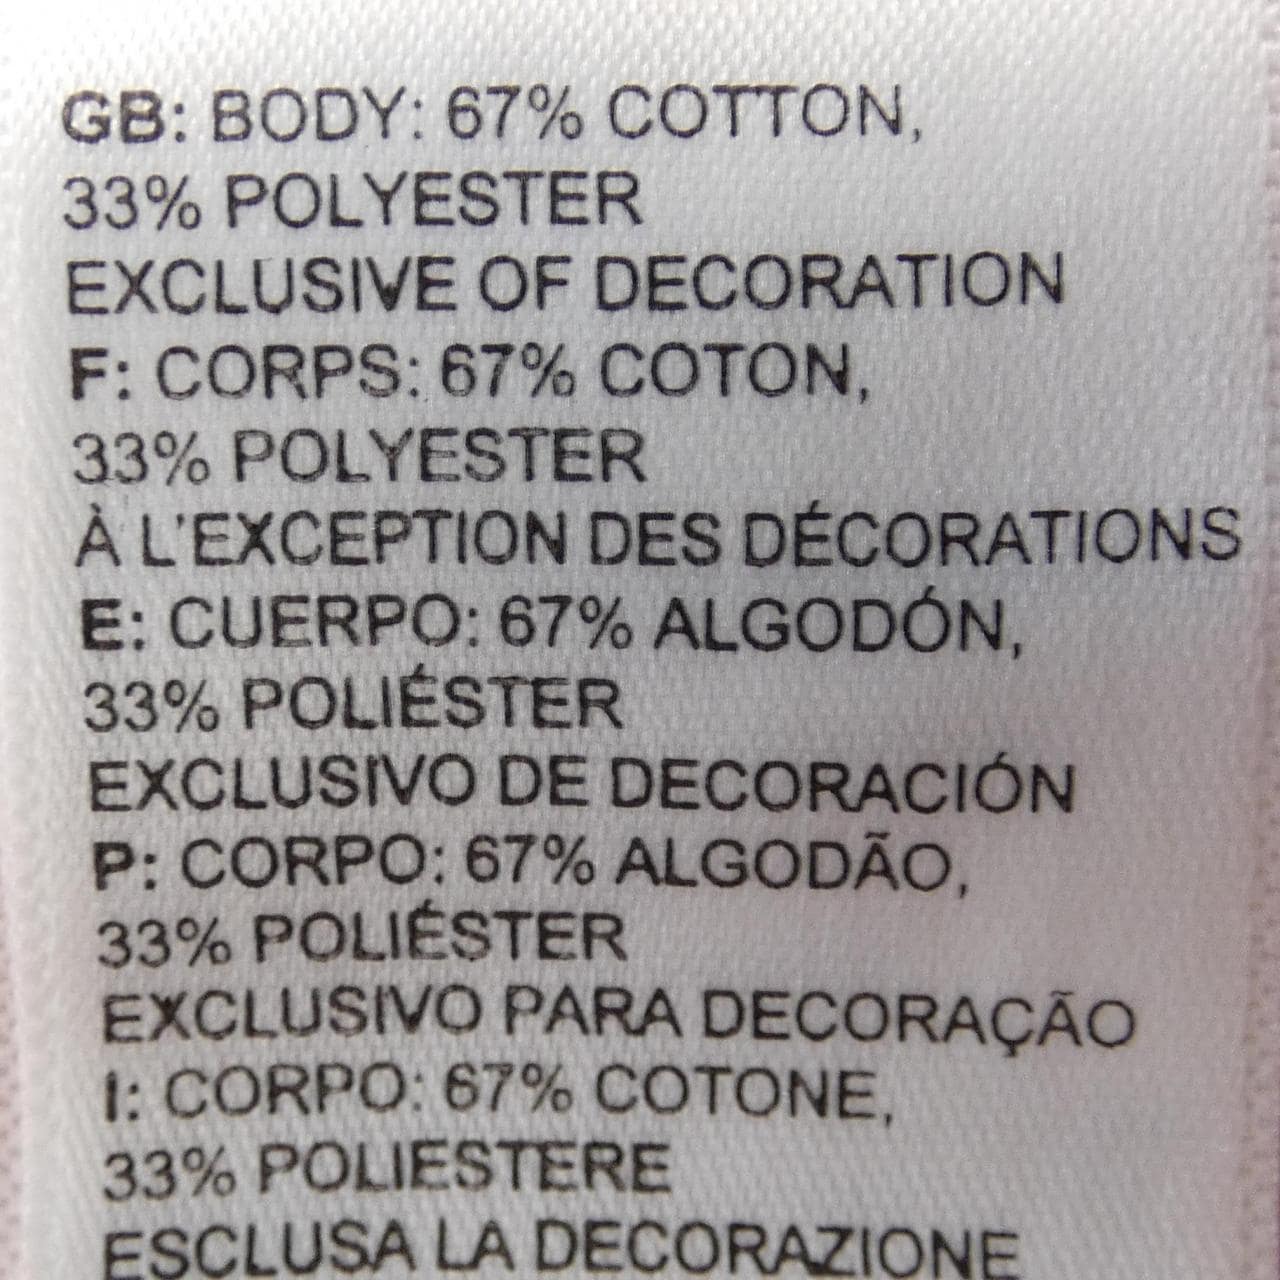 GB: BODY: 67% COTTON,
33% POLYESTER
EXCLUSIVE OF DECORATION
F: CORPS: 67% COTON,
33% POLYESTER
À L'EXCEPTION DES DÉCORATIONS
E: CUERPO: 67% ALGODÓN,
33% POLIÉSTER
EXCLUSIVO DE DECORACIÓN
P: CORPO: 67% ALGODÃO,
33% POLIÉSTER
EXCLUSIVO PARA DECORAÇÃO
I: CORPO: 67% COTONE,
33% POLIESTERE
ESCLUSA LA DECORAZIONE